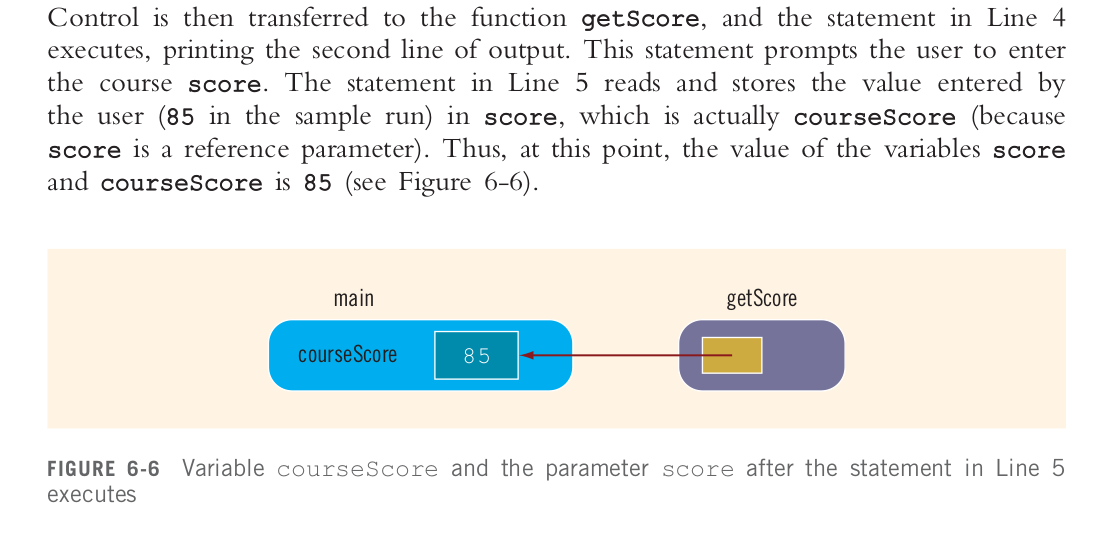 Control is then transferred to the function getScore, and the statement in Line 4
executes, printing the second line of output. This statement prompts the user to enter
the course score. The statement in Line 5 reads and stores the value entered by
the user (85 in the sample run) in score, which is actually courseScore (because
score is a reference parameter). Thus, at this point, the value of the variables score
and courseScore is 85 (see Figure 6-6).
main
getScore
courseScore 85
FIGURE 6-6 Variable courseScore and the parameter score after the statement in Line 5
executes